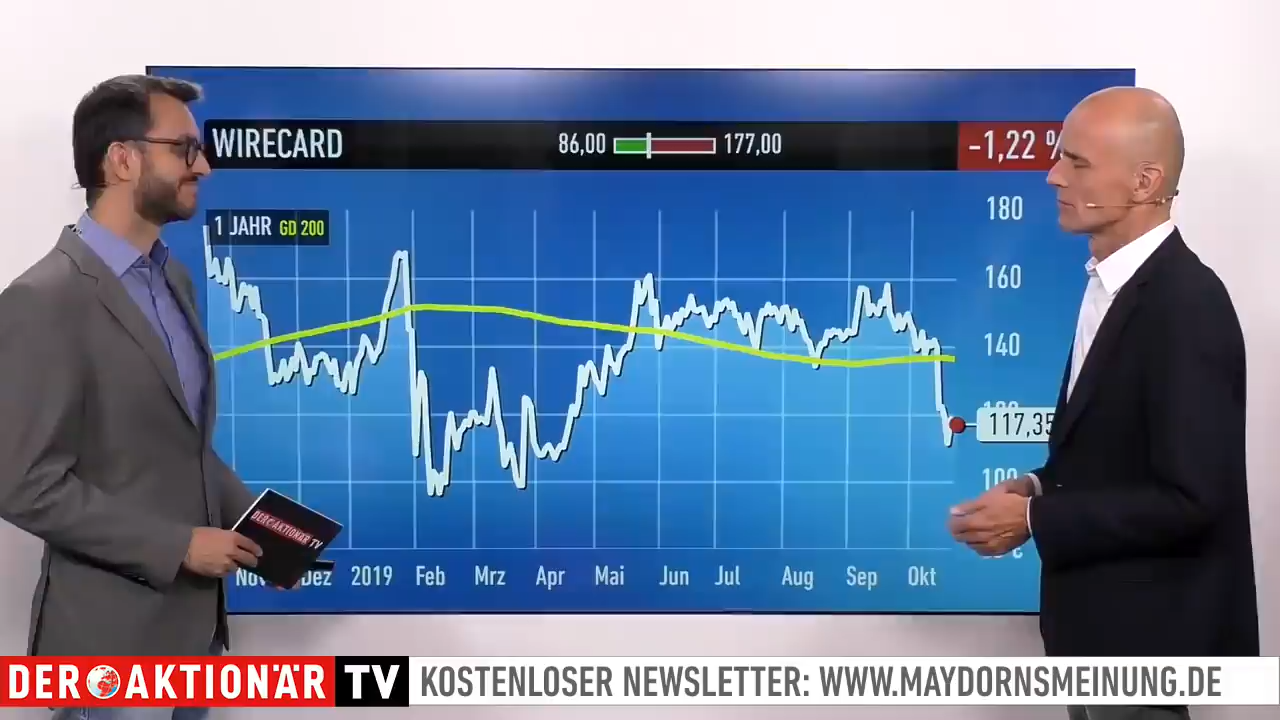 WIRECARD
86,00 177,00
-1,22 %
1 JAHR GD 200
180
160
140
117,35
100
Nov Dez 2019 Feb Mrz Apr Mai Jun Jul Aug Sep Okt
DER AKTIONÄR TV
DER AKTIONÄR TV KOSTENLOSER NEWSLETTER: WWW.MAYDORNSMEINUNG.DE